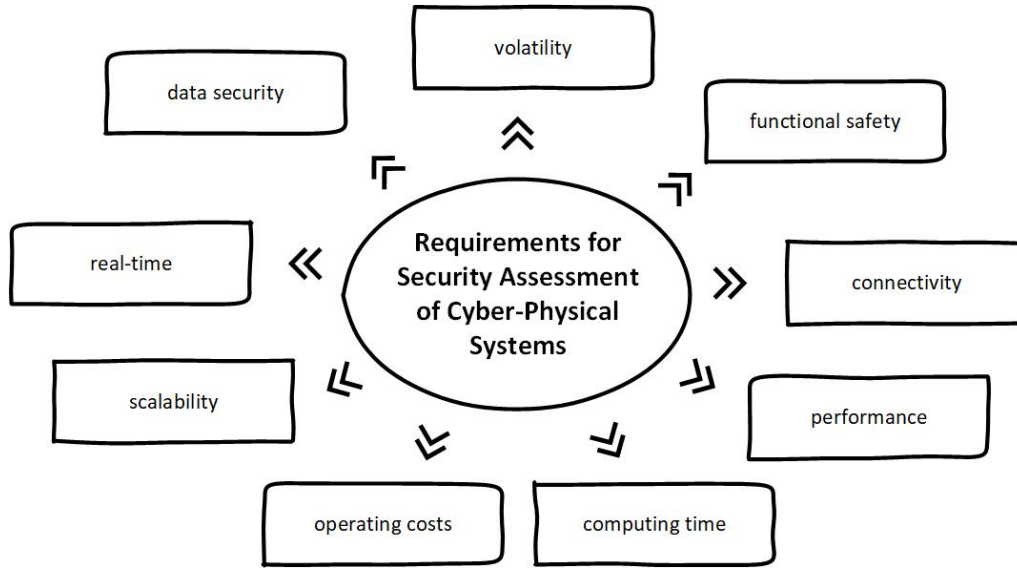 volatility
data security
functional safety
Requirements for
Security Assessment
of Cyber-Physical
Systems
real-time
connectivity
scalability
performance
operating costs
computing time